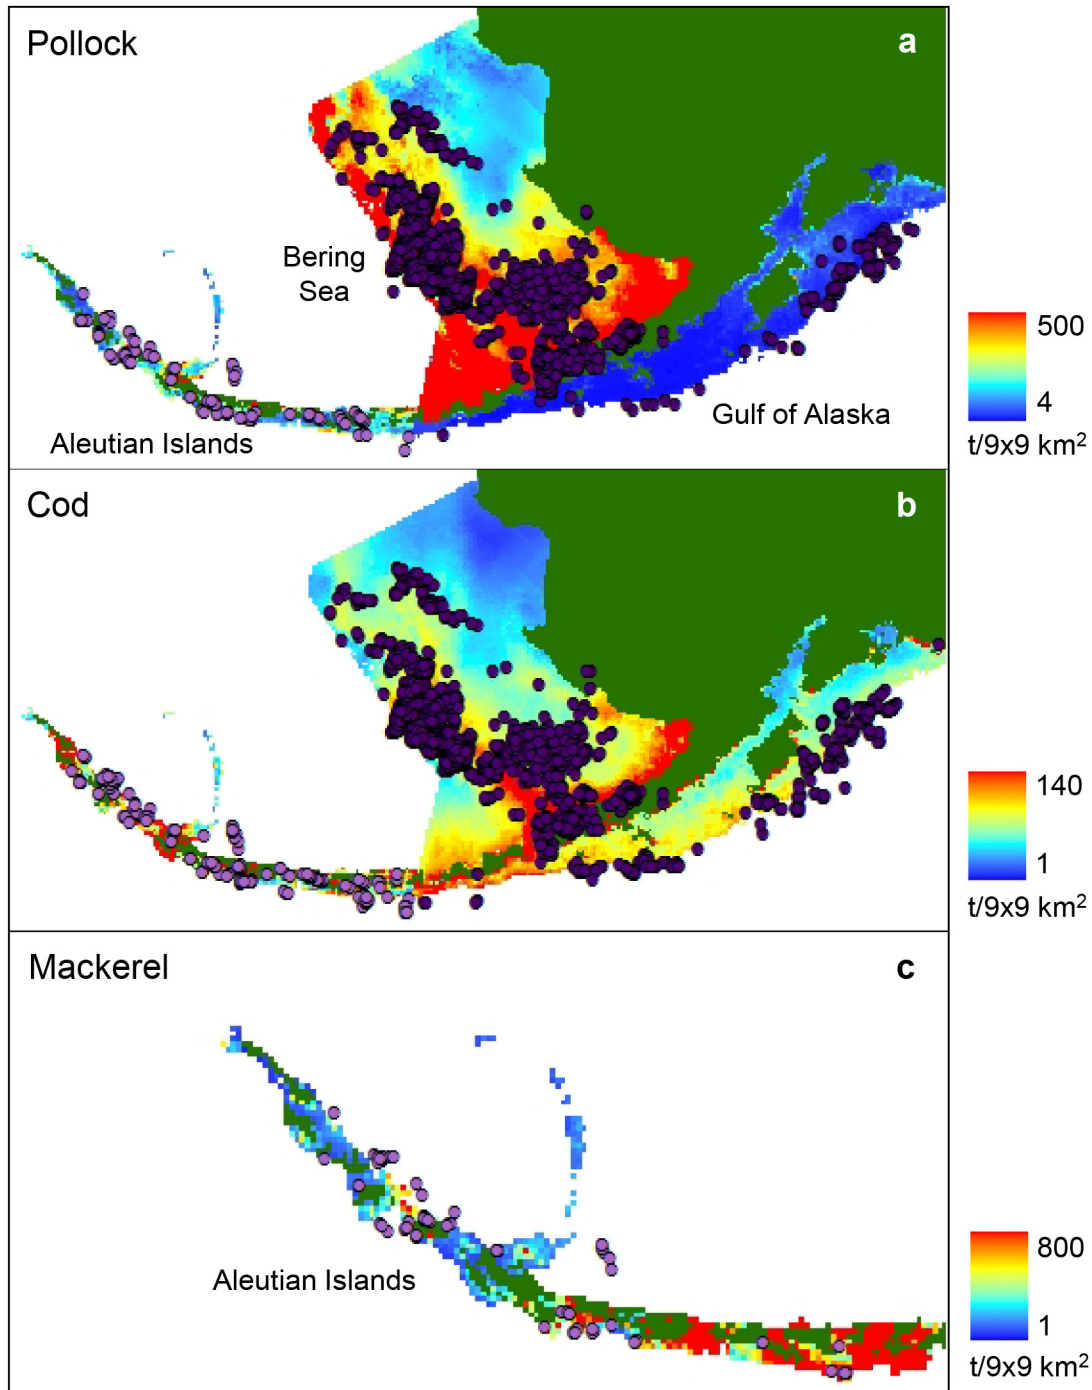 Pollock
a
Bering
Sea
Aleutian Islands
Gulf of Alaska
500
4
t/9x9 km²
Cod
b
140
1
t/9x9 km²
Mackerel
c
Aleutian Islands
800
1
t/9x9 km²